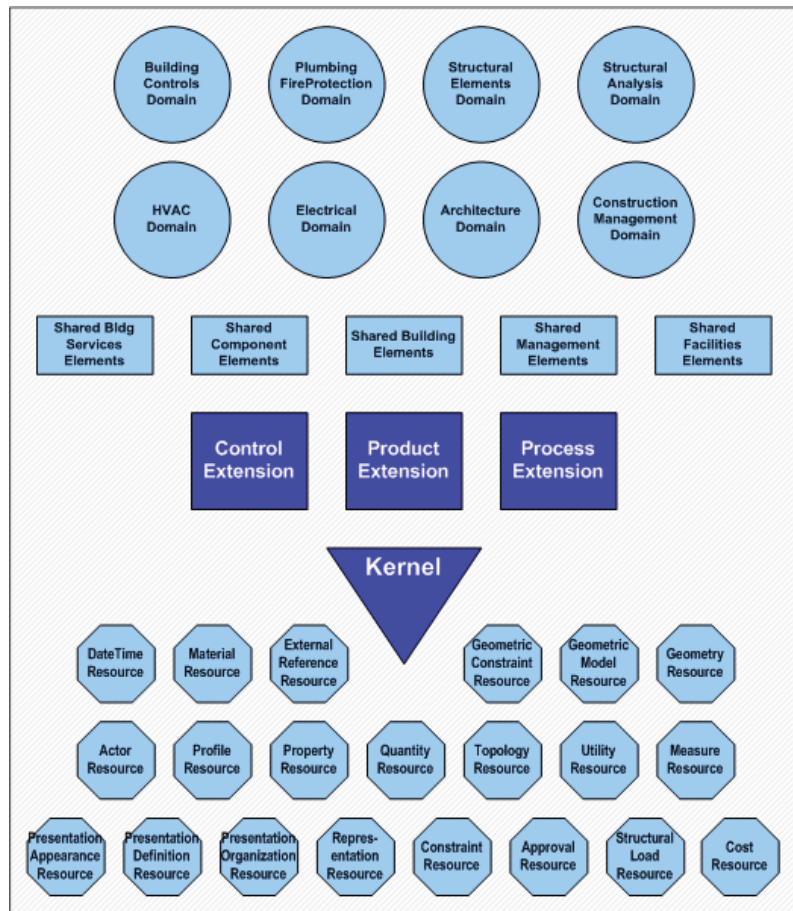 Building
Controls
Domain
Plumbing
FireProtection
Domain
Structural
Elements
Domain
Structural
Analysis
Domain
HVAC
Domain
Electrical
Domain
Architecture
Domain
Construction
Management
Domain
Shared Bldg
Services
Elements
Shared
Component
Elements
Shared Building
Elements
Shared
Management
Elements
Shared
Facilities
Elements
Control
Extension
Product
Extension
Process
Extension
Kernel
DateTime
Resource
Material
Resource
External
Reference
Resource
Geometric
Constraint
Resource
Geometric
Model
Resource
Geometry
Resource
Actor
Resource
Profile
Resource
Property
Resource
Quantity
Resource
Topology
Resource
Utility
Resource
Measure
Resource
Presentation
Appearance
Resource
Presentation
Definition
Resource
Presentation
Organization
Resource
Repres-
entation
Resource
Constraint
Resource
Approval
Resource
Structural
Load
Resource
Cost
Resource